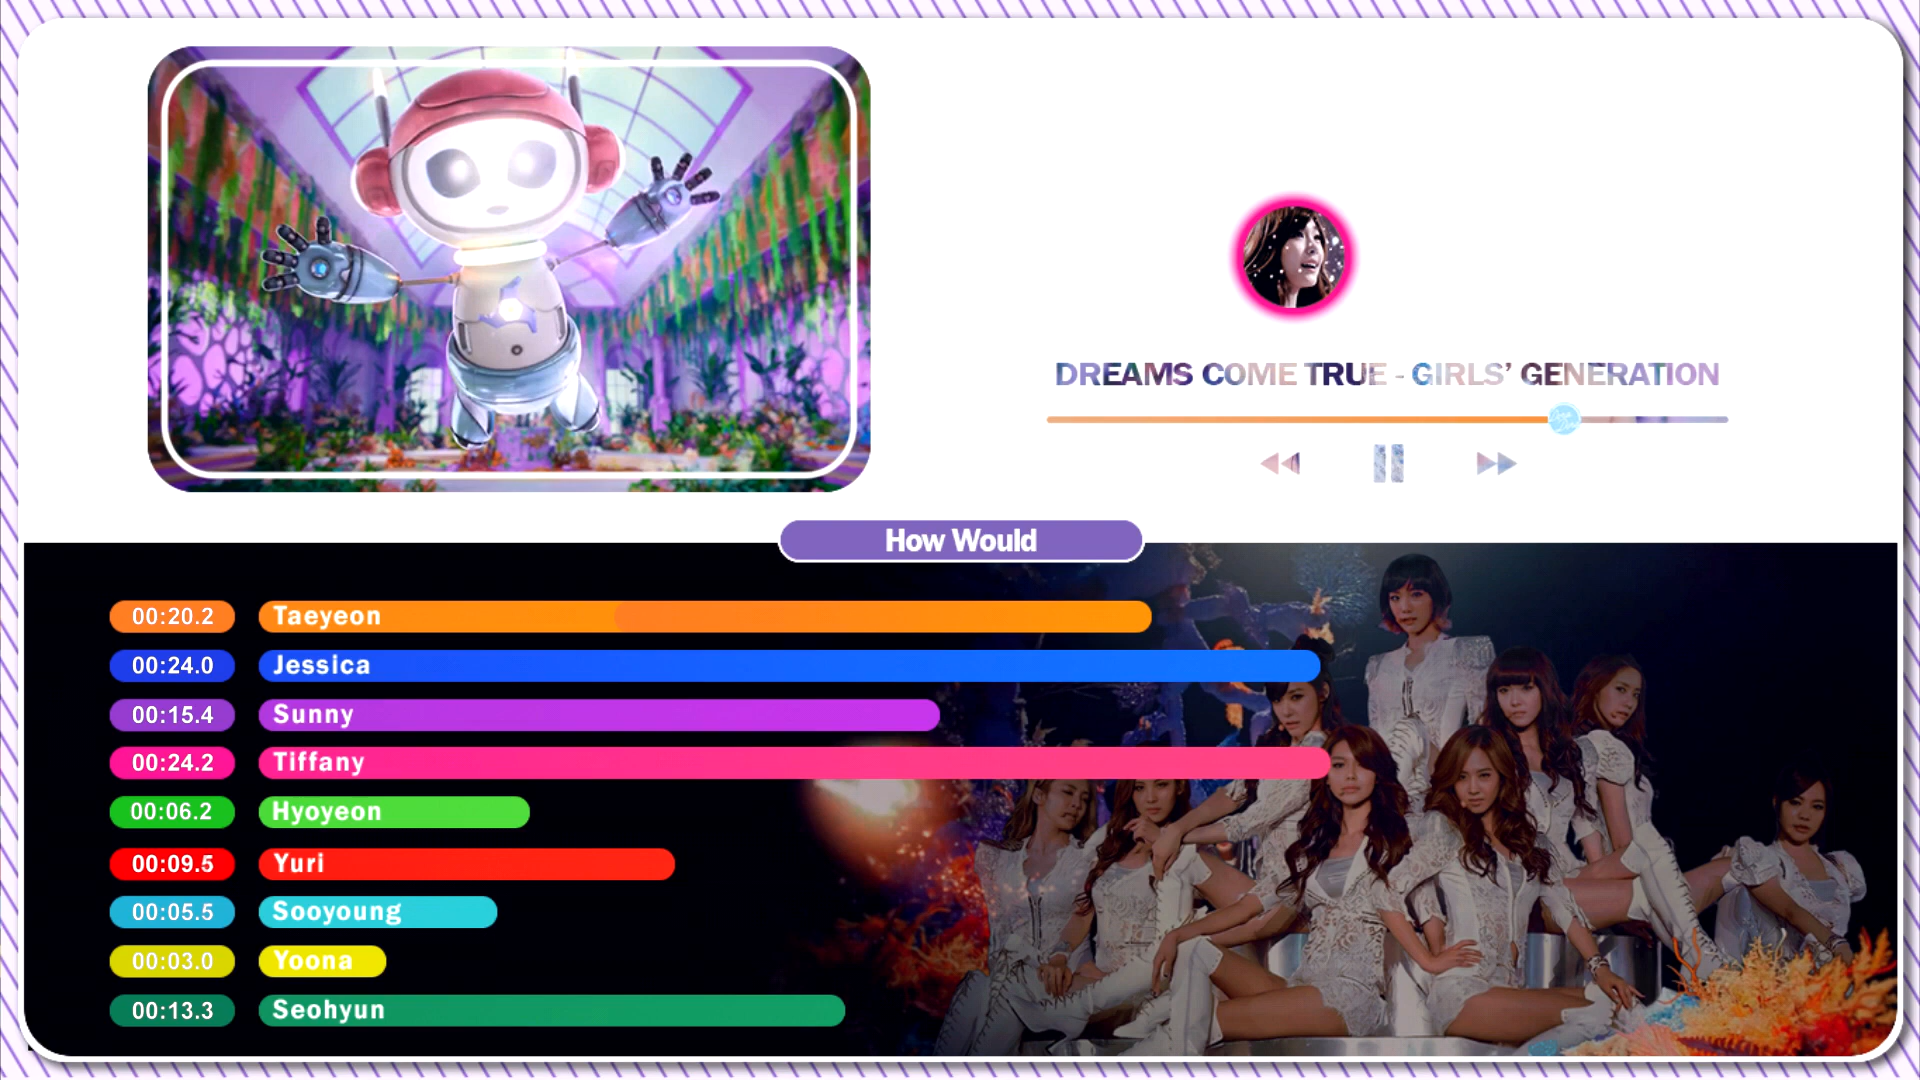 DREAMS COME TRUE - GIRLS' GENERATION
How Would
00:20.2 Taeyeon
00:24.0 Jessica
00:15.4 Sunny
00:24.2 Tiffany
00:06.2 Hyoyeon
00:09.5 Yuri
00:05.5 Sooyoung
00:03.0 Yoona
00:13.3 Seohyun